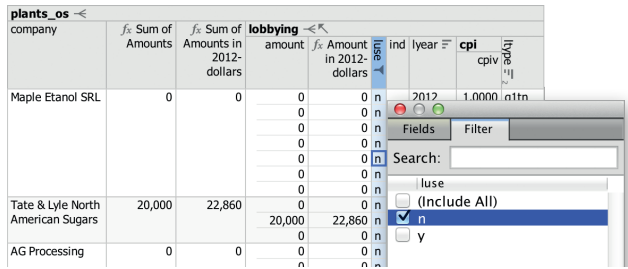 plants_os
company fx Sum of Amounts fx Sum of Amounts in 2012-dollars lobbying amount fx Amount in 2012-dollars luse ind lyear cpi cpiv ltype 2
Maple Etanol SRL 0 0 0 0 n 2012 1.0000 q1tn
0 0 n
0 0 n
0 0 n
0 0 n
0 0 n
0 0 n
Tate & Lyle North American Sugars 20,000 22,860 0 0 n
20,000 22,860 n
0 0 n
AG Processing 0 0 0 0 n
0 0 n
Fields Filter
Search:
luse
(Include All)
n
y